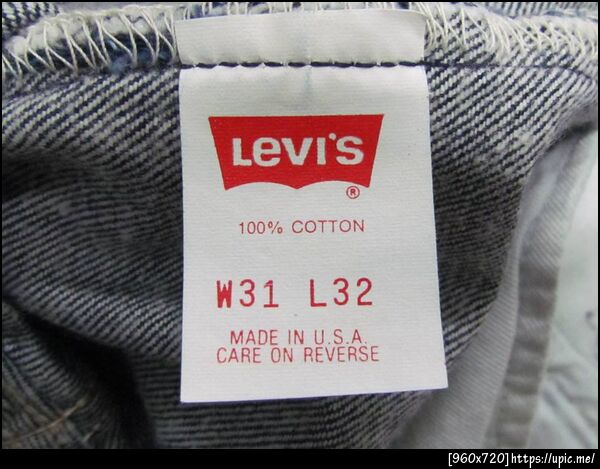 Levi's
®
100% COTTON
W31 L32
MADE IN U.S.A.
CARE ON REVERSE
[960x720]https://upic.me/